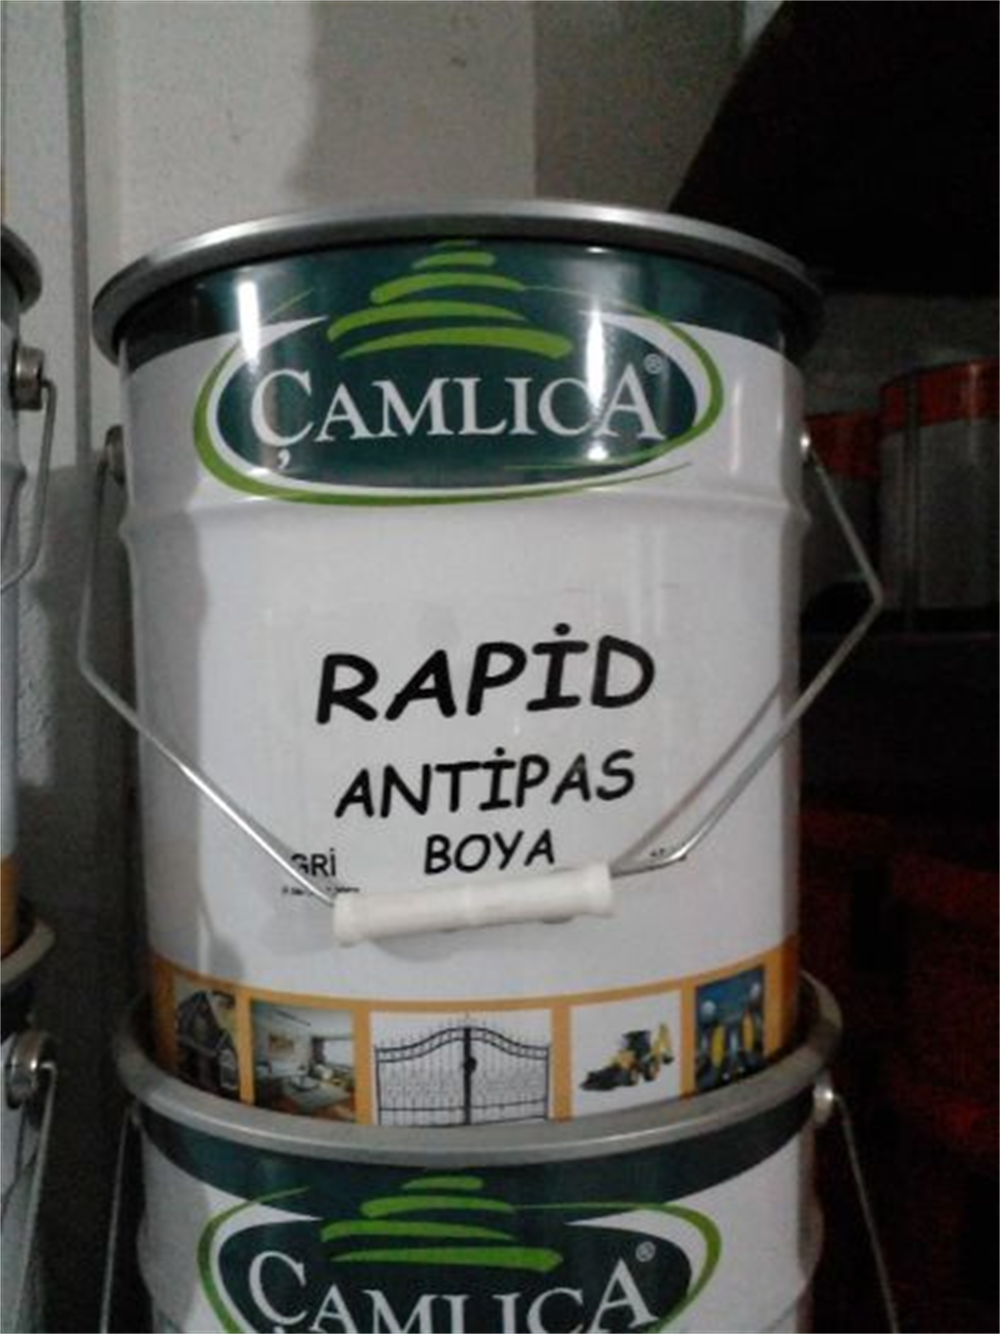 ÇAMLICA®
RAPİD
ANTİPAS
BOYA
GRİ
ÇAMLICA®